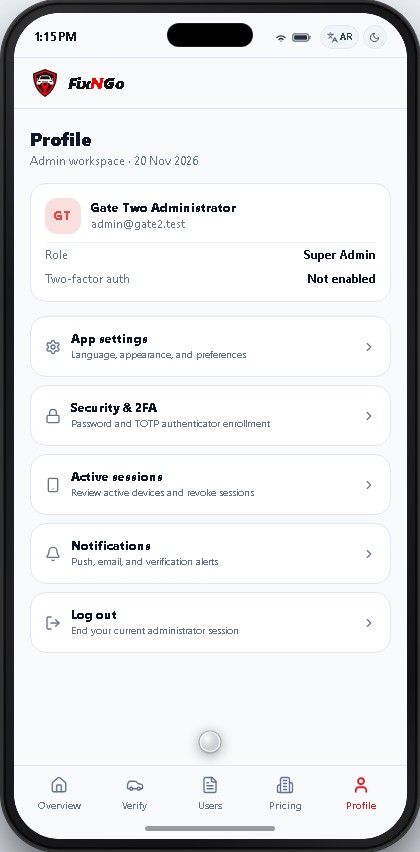 1:15 PM
AR
FixNGo
Profile
Admin workspace · 20 Nov 2026
GT
Gate Two Administrator
admin@gate2.test
Role
Super Admin
Two-factor auth
Not enabled
App settings
Language, appearance, and preferences
Security & 2FA
Password and TOTP authenticator enrollment
Active sessions
Review active devices and revoke sessions
Notifications
Push, email, and verification alerts
Log out
End your current administrator session
Overview
Verify
Users
Pricing
Profile